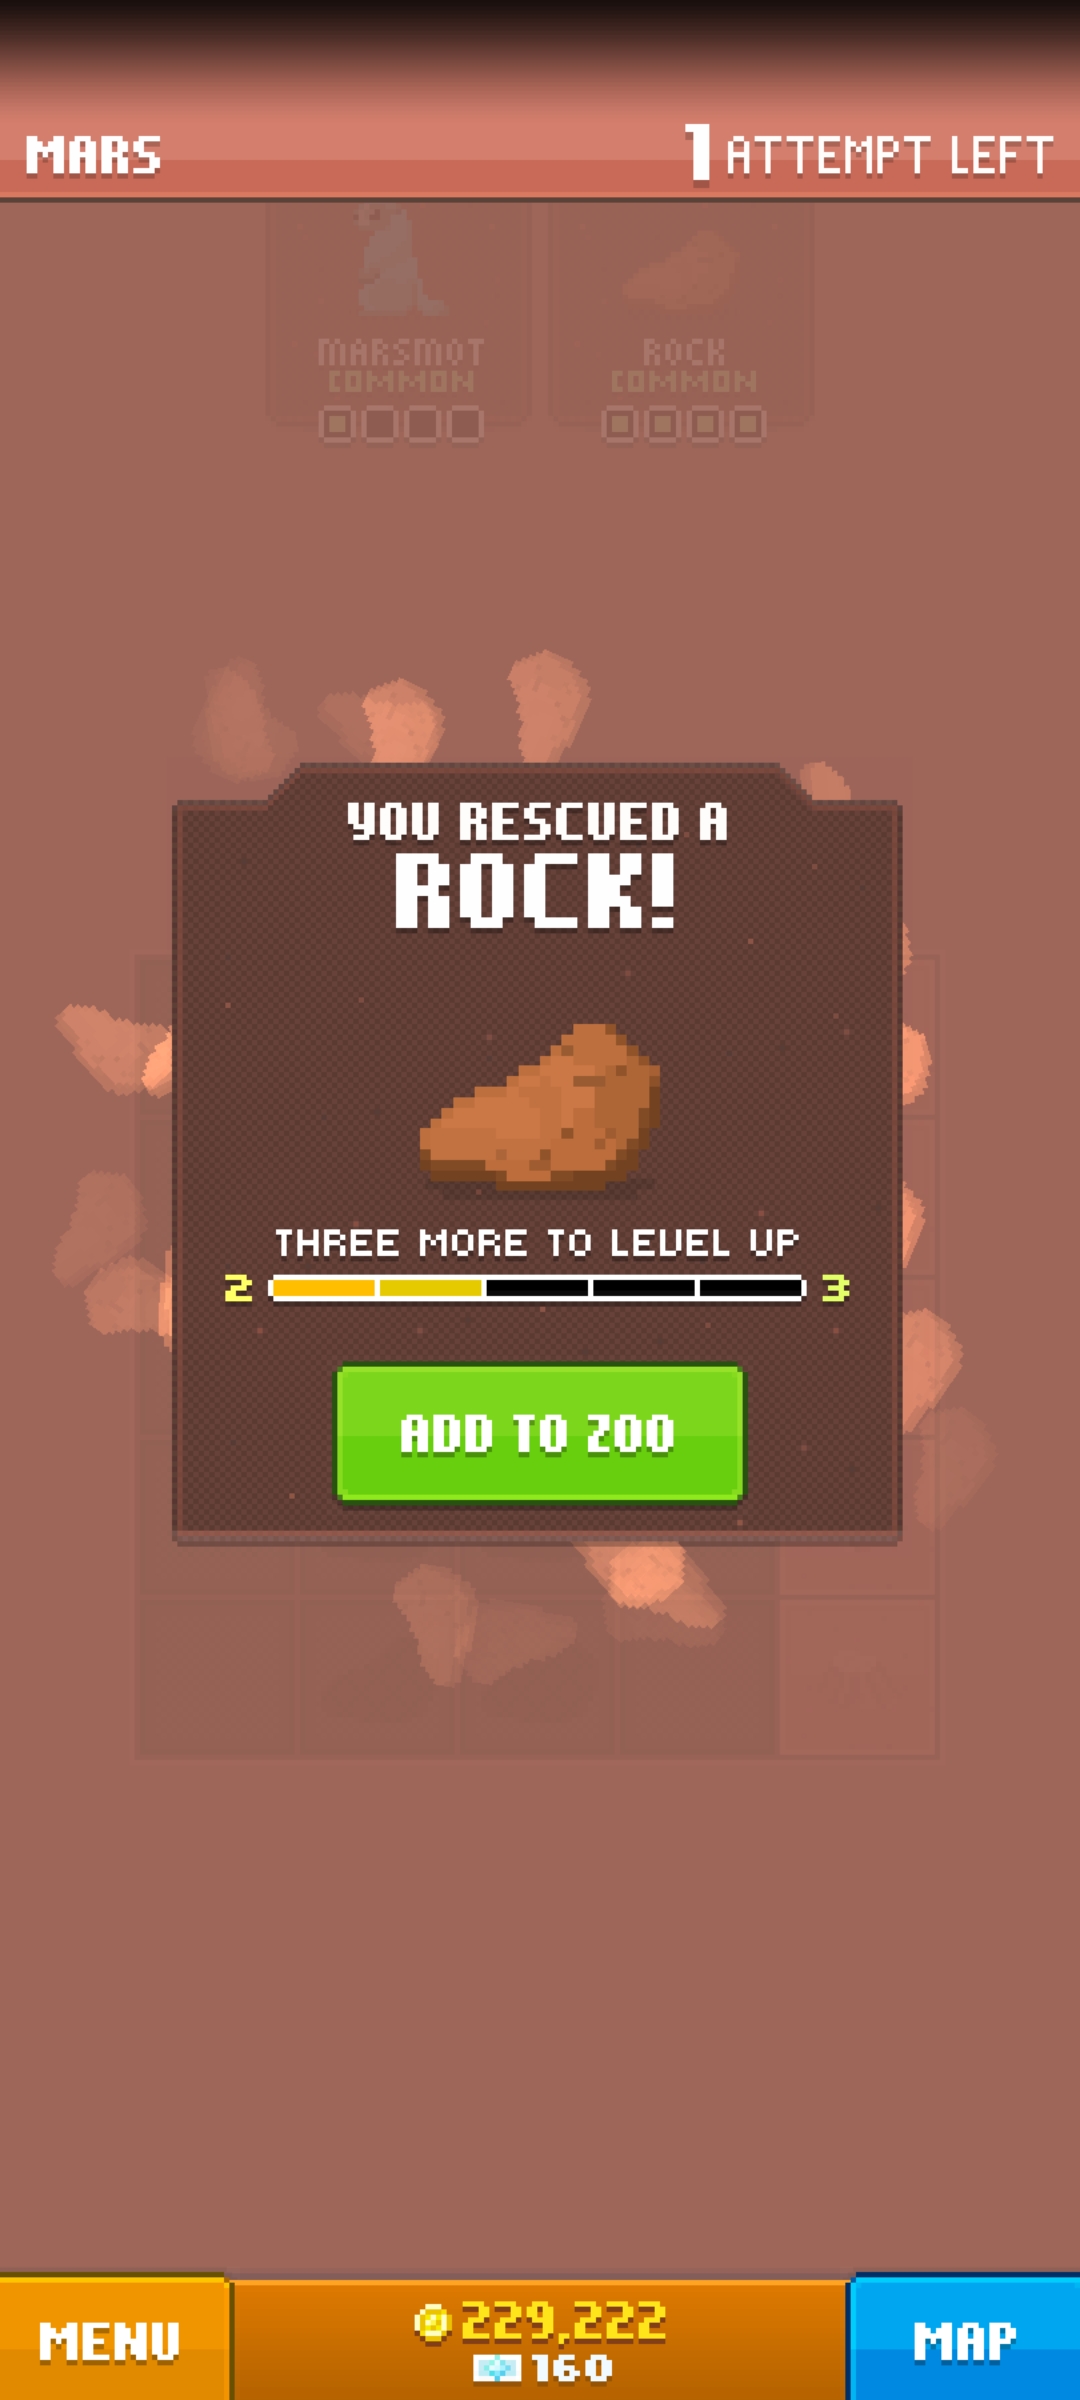 MARS
1 ATTEMPT LEFT
MARSMOT
COMMON
ROCK
COMMON
YOU RESCUED A
ROCK!
THREE MORE TO LEVEL UP
2
3
ADD TO ZOO
MENU
229,222
160
MAP